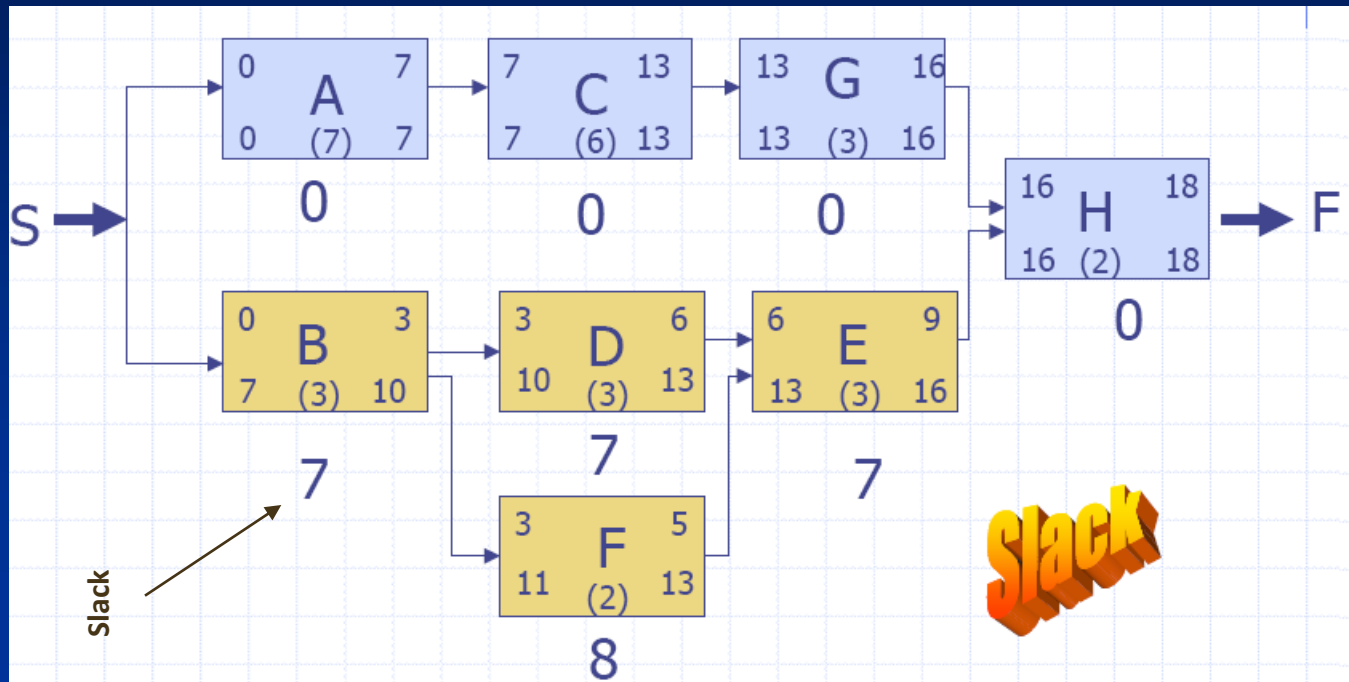 0 7
A
0 (7) 7
0
7 13
C
7 (6) 13
0
13 16
G
13 (3) 16
0
S
16 18
H
16 (2) 18
0
F
0 3
B
7 (3) 10
7
3 6
D
10 (3) 13
7
6 9
E
13 (3) 16
7
3 5
F
11 (2) 13
8
Slack
Slack